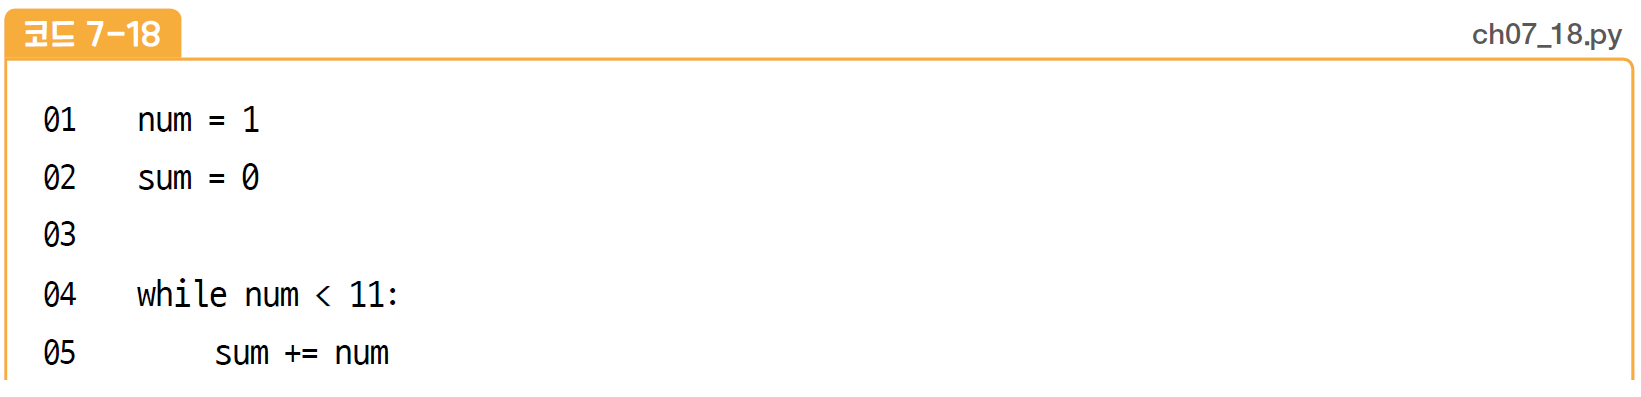 코드 7-18
ch07_18.py
01 num = 1
02 sum = 0
03
04 while num < 11:
05 sum += num